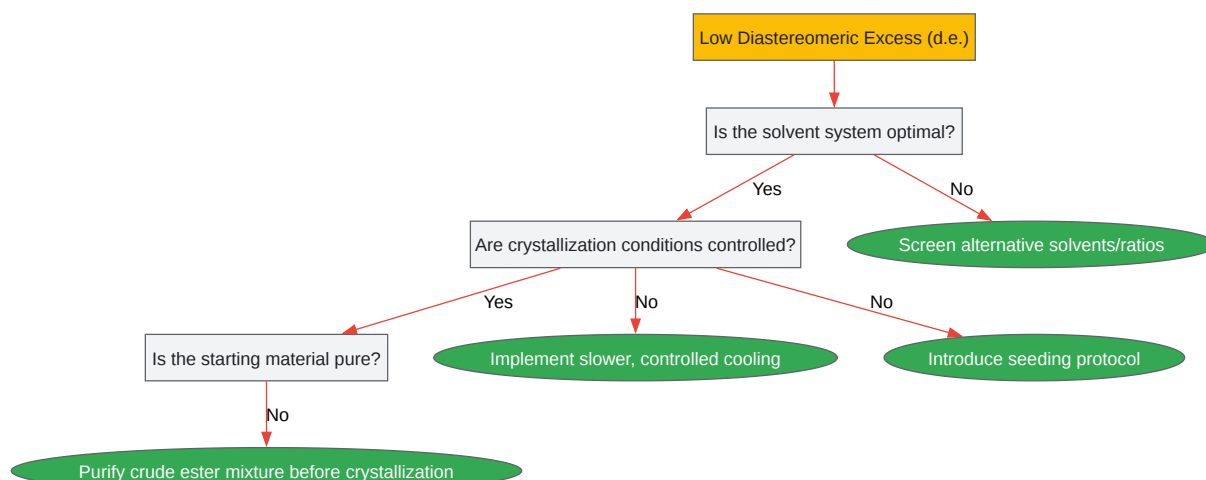 Low Diastereomeric Excess (d.e.)
Is the solvent system optimal?
Yes
No
Are crystallization conditions controlled?
Screen alternative solvents/ratios
Yes
No
No
Is the starting material pure?
Implement slower, controlled cooling
Introduce seeding protocol
No
Purify crude ester mixture before crystallization